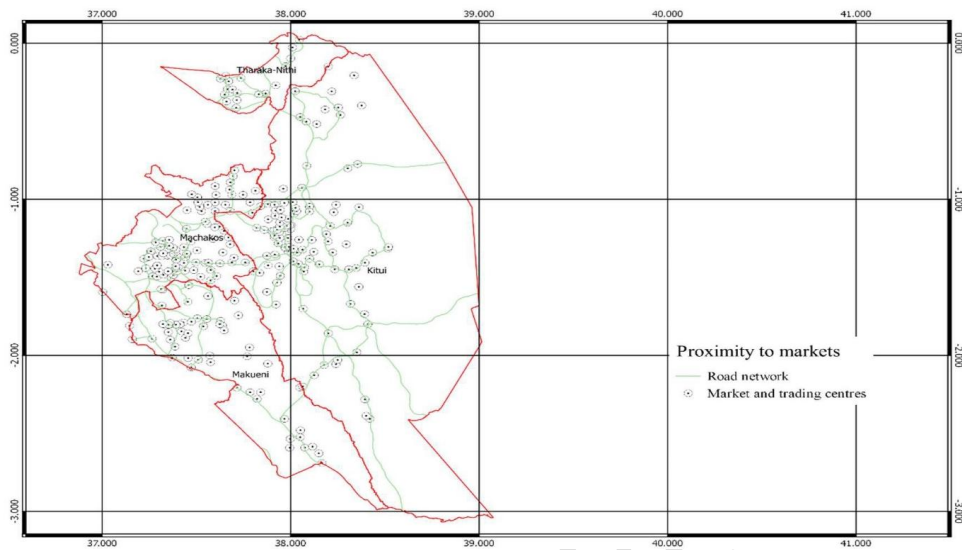 37.000 38.000 39.000 40.000 41.000
0.000 0.000
Tharaka-Nithi
-1.000 -1.000
Machakos
Kitui
Proximity to markets
-2.000 -2.000
Road network
Makueni
Market and trading centres
-3.000 -3.000
37.000 38.000 39.000 40.000 41.000